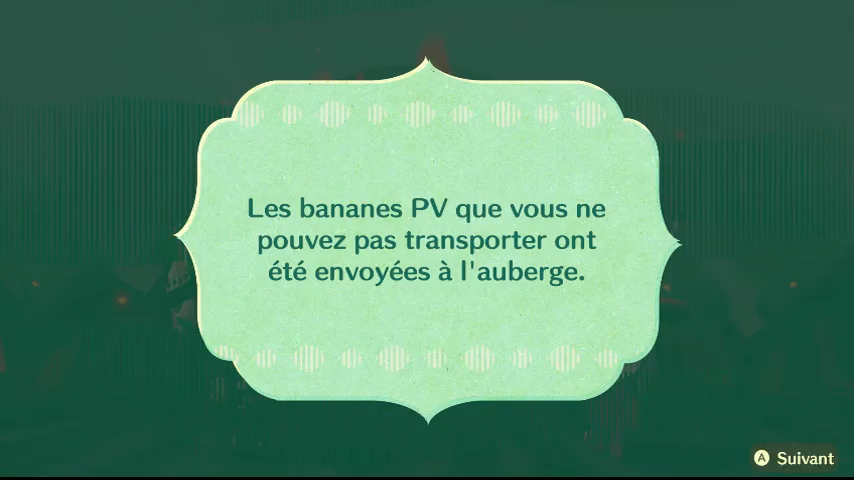 Les bananes PV que vous ne
pouvez pas transporter ont
été envoyées à l'auberge.
A Suivant